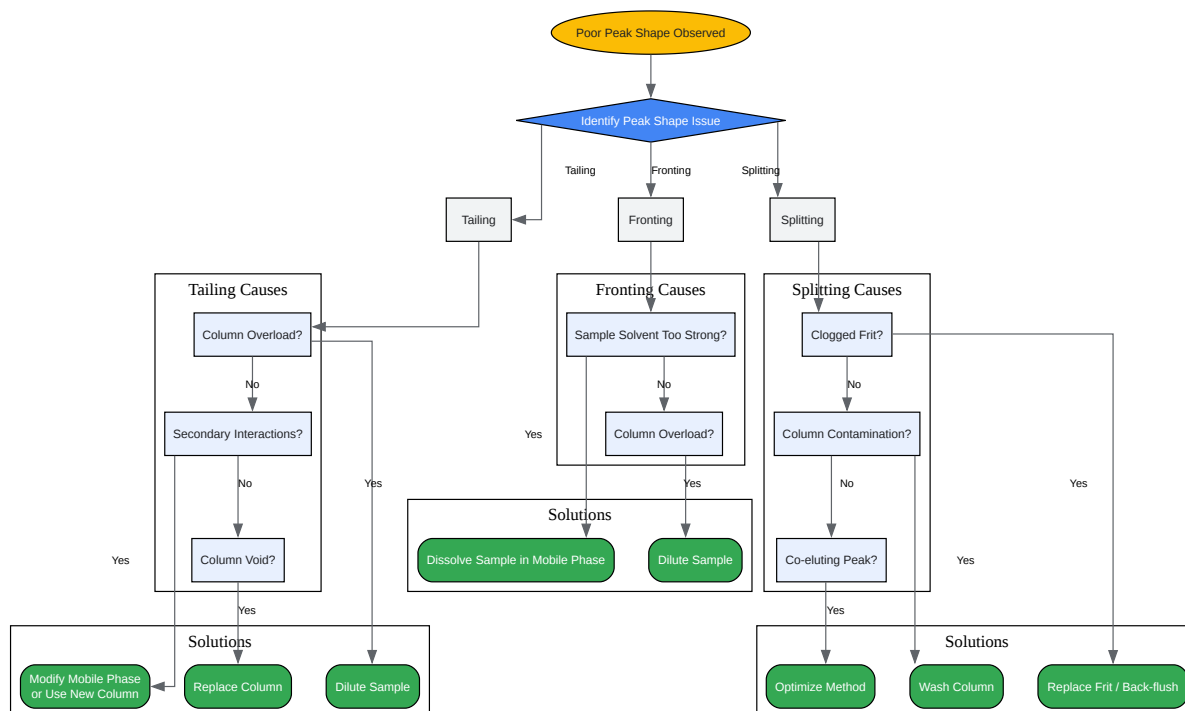 Poor Peak Shape Observed
Identify Peak Shape Issue
Tailing
Fronting
Splitting
Tailing
Fronting
Splitting
Tailing Causes
Fronting Causes
Splitting Causes
Column Overload?
Sample Solvent Too Strong?
Clogged Frit?
No
No
No
Secondary Interactions?
Yes
Column Overload?
Column Contamination?
No
Yes
Yes
No
Yes
Solutions
Yes
Column Void?
Dissolve Sample in Mobile Phase
Dilute Sample
Co-eluting Peak?
Yes
Yes
Yes
Solutions
Solutions
Modify Mobile Phase
or Use New Column
Replace Column
Dilute Sample
Optimize Method
Wash Column
Replace Frit / Back-flush